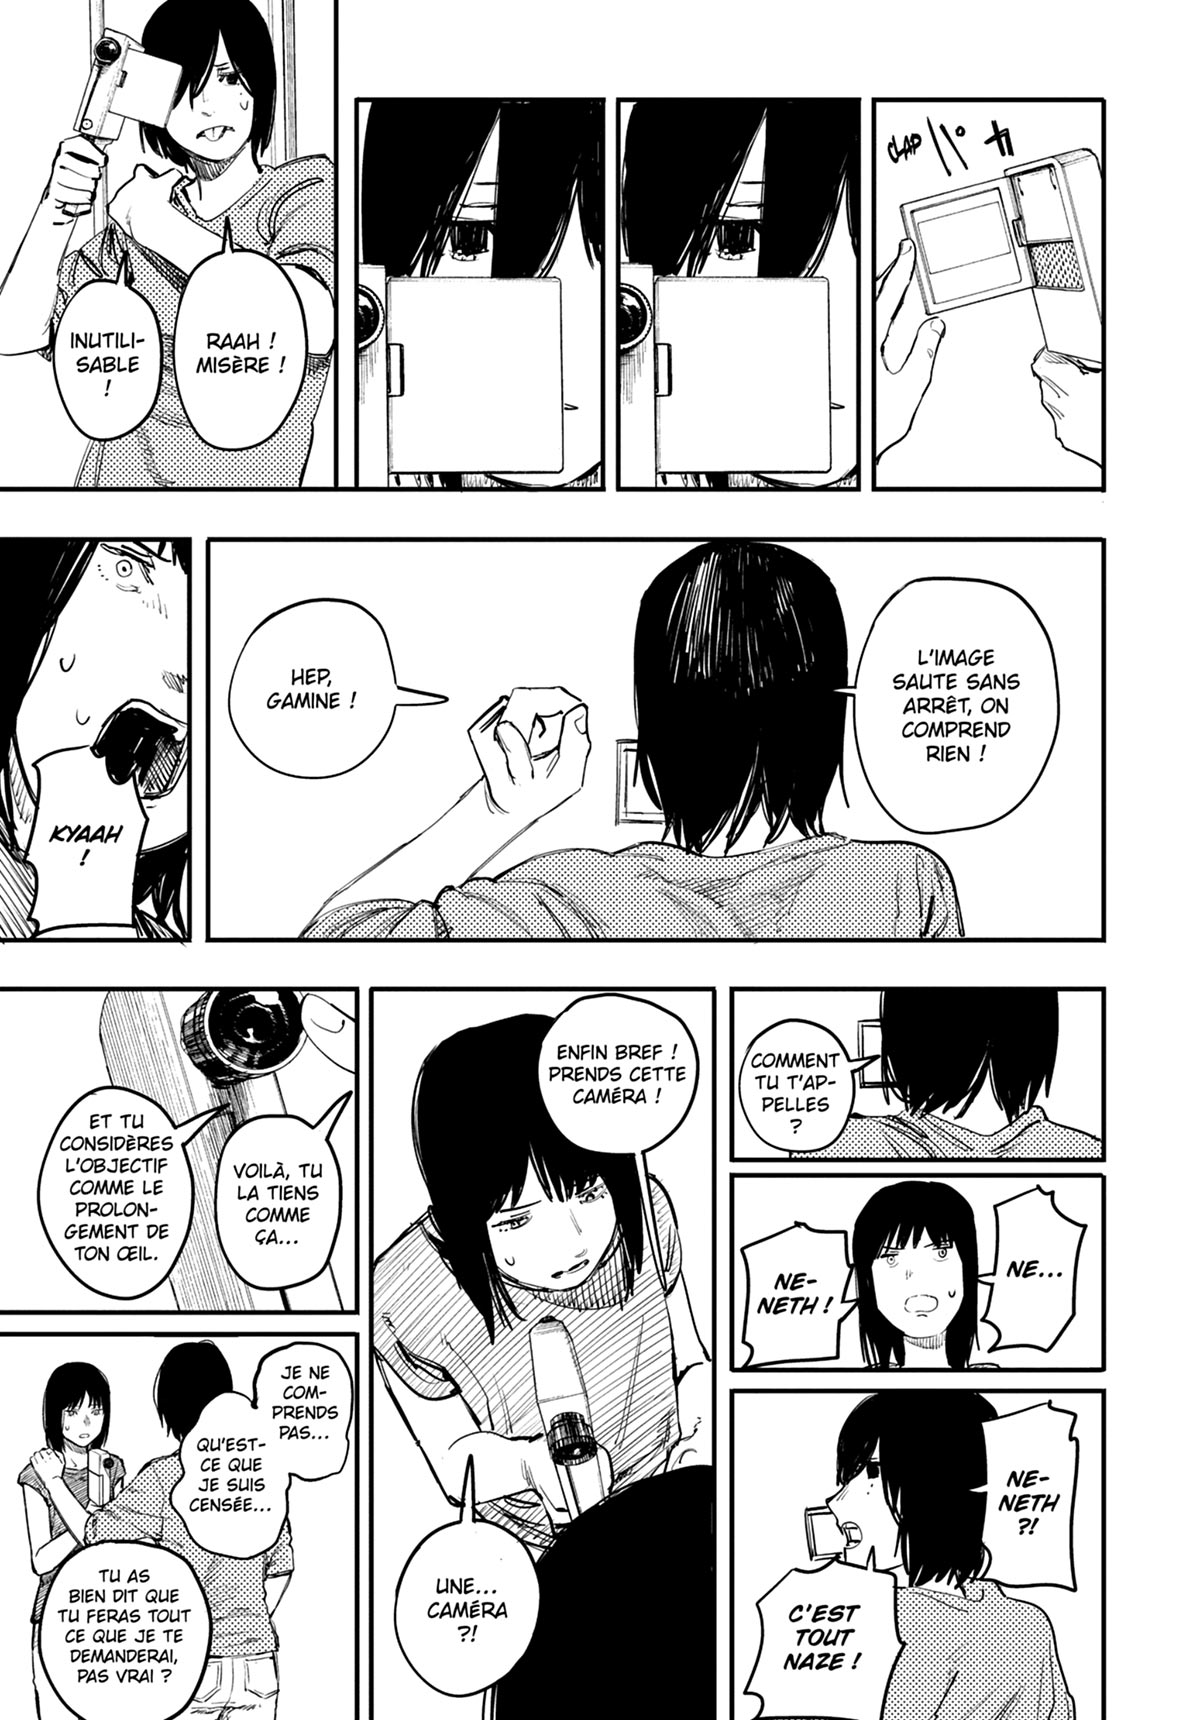 CLAP
パカ
RAAH !
MISÈRE !
INUTILI-
SABLE
!
L'IMAGE
SAUTE SANS
ARRÊT, ON
COMPREND
RIEN !
HEP,
GAMINE !
KYAAH
!
COMMENT
TU T'AP-
PELLES
?
NE...
NE-
NETH !
NE-
NETH
?!
C'EST
TOUT
NAZE !
ENFIN BREF !
PRENDS CETTE
CAMÉRA !
UNE...
CAMÉRA
?!
VOILÀ, TU
LA TIENS
COMME
ÇA...
ET TU
CONSIDÈRES
L'OBJECTIF
COMME LE
PROLON-
GEMENT DE
TON ŒIL.
JE NE
COM-
PRENDS
PAS...
QU'EST-
CE QUE
JE SUIS
CENSÉE...
TU AS
BIEN DIT QUE
TU FERAS TOUT
CE QUE JE TE
DEMANDERAI,
PAS VRAI ?